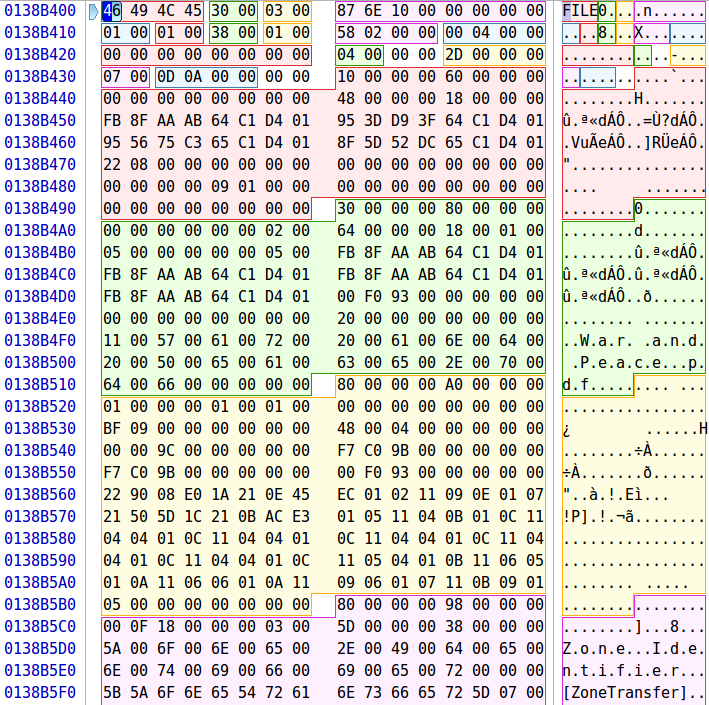 0138B400 46 49 4C 45 30 00 03 00 87 6E 10 00 00 00 00 00 FILE0....n......
0138B410 01 00 01 00 38 00 01 00 58 02 00 00 00 04 00 00 ....8...X.......
0138B420 00 00 00 00 00 00 00 00 04 00 00 00 2D 00 00 00 ............-...
0138B430 07 00 0D 0A 00 00 00 00 10 00 00 00 60 00 00 00 ............`...
0138B440 00 00 00 00 00 00 00 00 48 00 00 00 18 00 00 00 ........H.......
0138B450 FB 8F AA AB 64 C1 D4 01 95 3D D9 3F 64 C1 D4 01 û.ª«dÁÔ..=Ù?dÁÔ.
0138B460 95 56 75 C3 65 C1 D4 01 8F 5D 52 DC 65 C1 D4 01 .VuÃeÁÔ..]RÜeÁÔ.
0138B470 22 08 00 00 00 00 00 00 00 00 00 00 00 00 00 00 "...............
0138B480 00 00 00 00 09 01 00 00 00 00 00 00 00 00 00 00 .... .......
0138B490 00 00 00 00 00 00 00 00 30 00 00 00 80 00 00 00 ........0.......
0138B4A0 00 00 00 00 00 00 02 00 64 00 00 00 18 00 01 00 ........d.......
0138B4B0 05 00 00 00 00 00 05 00 FB 8F AA AB 64 C1 D4 01 ........û.ª«dÁÔ.
0138B4C0 FB 8F AA AB 64 C1 D4 01 FB 8F AA AB 64 C1 D4 01 û.ª«dÁÔ.û.ª«dÁÔ.
0138B4D0 FB 8F AA AB 64 C1 D4 01 00 F0 93 00 00 00 00 00 û.ª«dÁÔ..ð......
0138B4E0 00 00 00 00 00 00 00 00 20 00 00 00 00 00 00 00 ........ .......
0138B4F0 11 00 57 00 61 00 72 00 20 00 61 00 6E 00 64 00 ..W.a.r. .a.n.d.
0138B500 20 00 50 00 65 00 61 00 63 00 65 00 2E 00 70 00 .P.e.a.c.e...p.
0138B510 64 00 66 00 00 00 00 00 80 00 00 00 A0 00 00 00 d.f......... ...
0138B520 01 00 00 00 01 00 01 00 00 00 00 00 00 00 00 00 ................
0138B530 BF 09 00 00 00 00 00 00 48 00 04 00 00 00 00 00 ¿ ......H
0138B540 00 00 9C 00 00 00 00 00 F7 C0 9B 00 00 00 00 00 ........÷À......
0138B550 F7 C0 9B 00 00 00 00 00 00 F0 93 00 00 00 00 00 ÷À.......ð......
0138B560 22 90 08 E0 1A 21 0E 45 EC 01 02 11 09 0E 01 07 "..à.!.Eì...
0138B570 21 50 5D 1C 21 0B AC E3 01 05 11 04 0B 01 0C 11 !P].!.¬ã........
0138B580 04 04 01 0C 11 04 04 01 0C 11 04 04 01 0C 11 04 ................
0138B590 04 01 0C 11 04 04 01 0C 11 05 04 01 0B 11 06 05 ................
0138B5A0 01 0A 11 06 06 01 0A 11 09 06 01 07 11 0B 09 01 ........ .....
0138B5B0 05 00 00 00 00 00 00 00 80 00 00 00 98 00 00 00 ................
0138B5C0 00 0F 18 00 00 00 03 00 5D 00 00 00 38 00 00 00 ........]...8...
0138B5D0 5A 00 6F 00 6E 00 65 00 2E 00 49 00 64 00 65 00 Z.o.n.e...I.d.e.
0138B5E0 6E 00 74 00 69 00 66 00 69 00 65 00 72 00 00 00 n.t.i.f.i.e.r...
0138B5F0 5B 5A 6F 6E 65 54 72 61 6E 73 66 65 72 5D 07 00 [ZoneTransfer]..